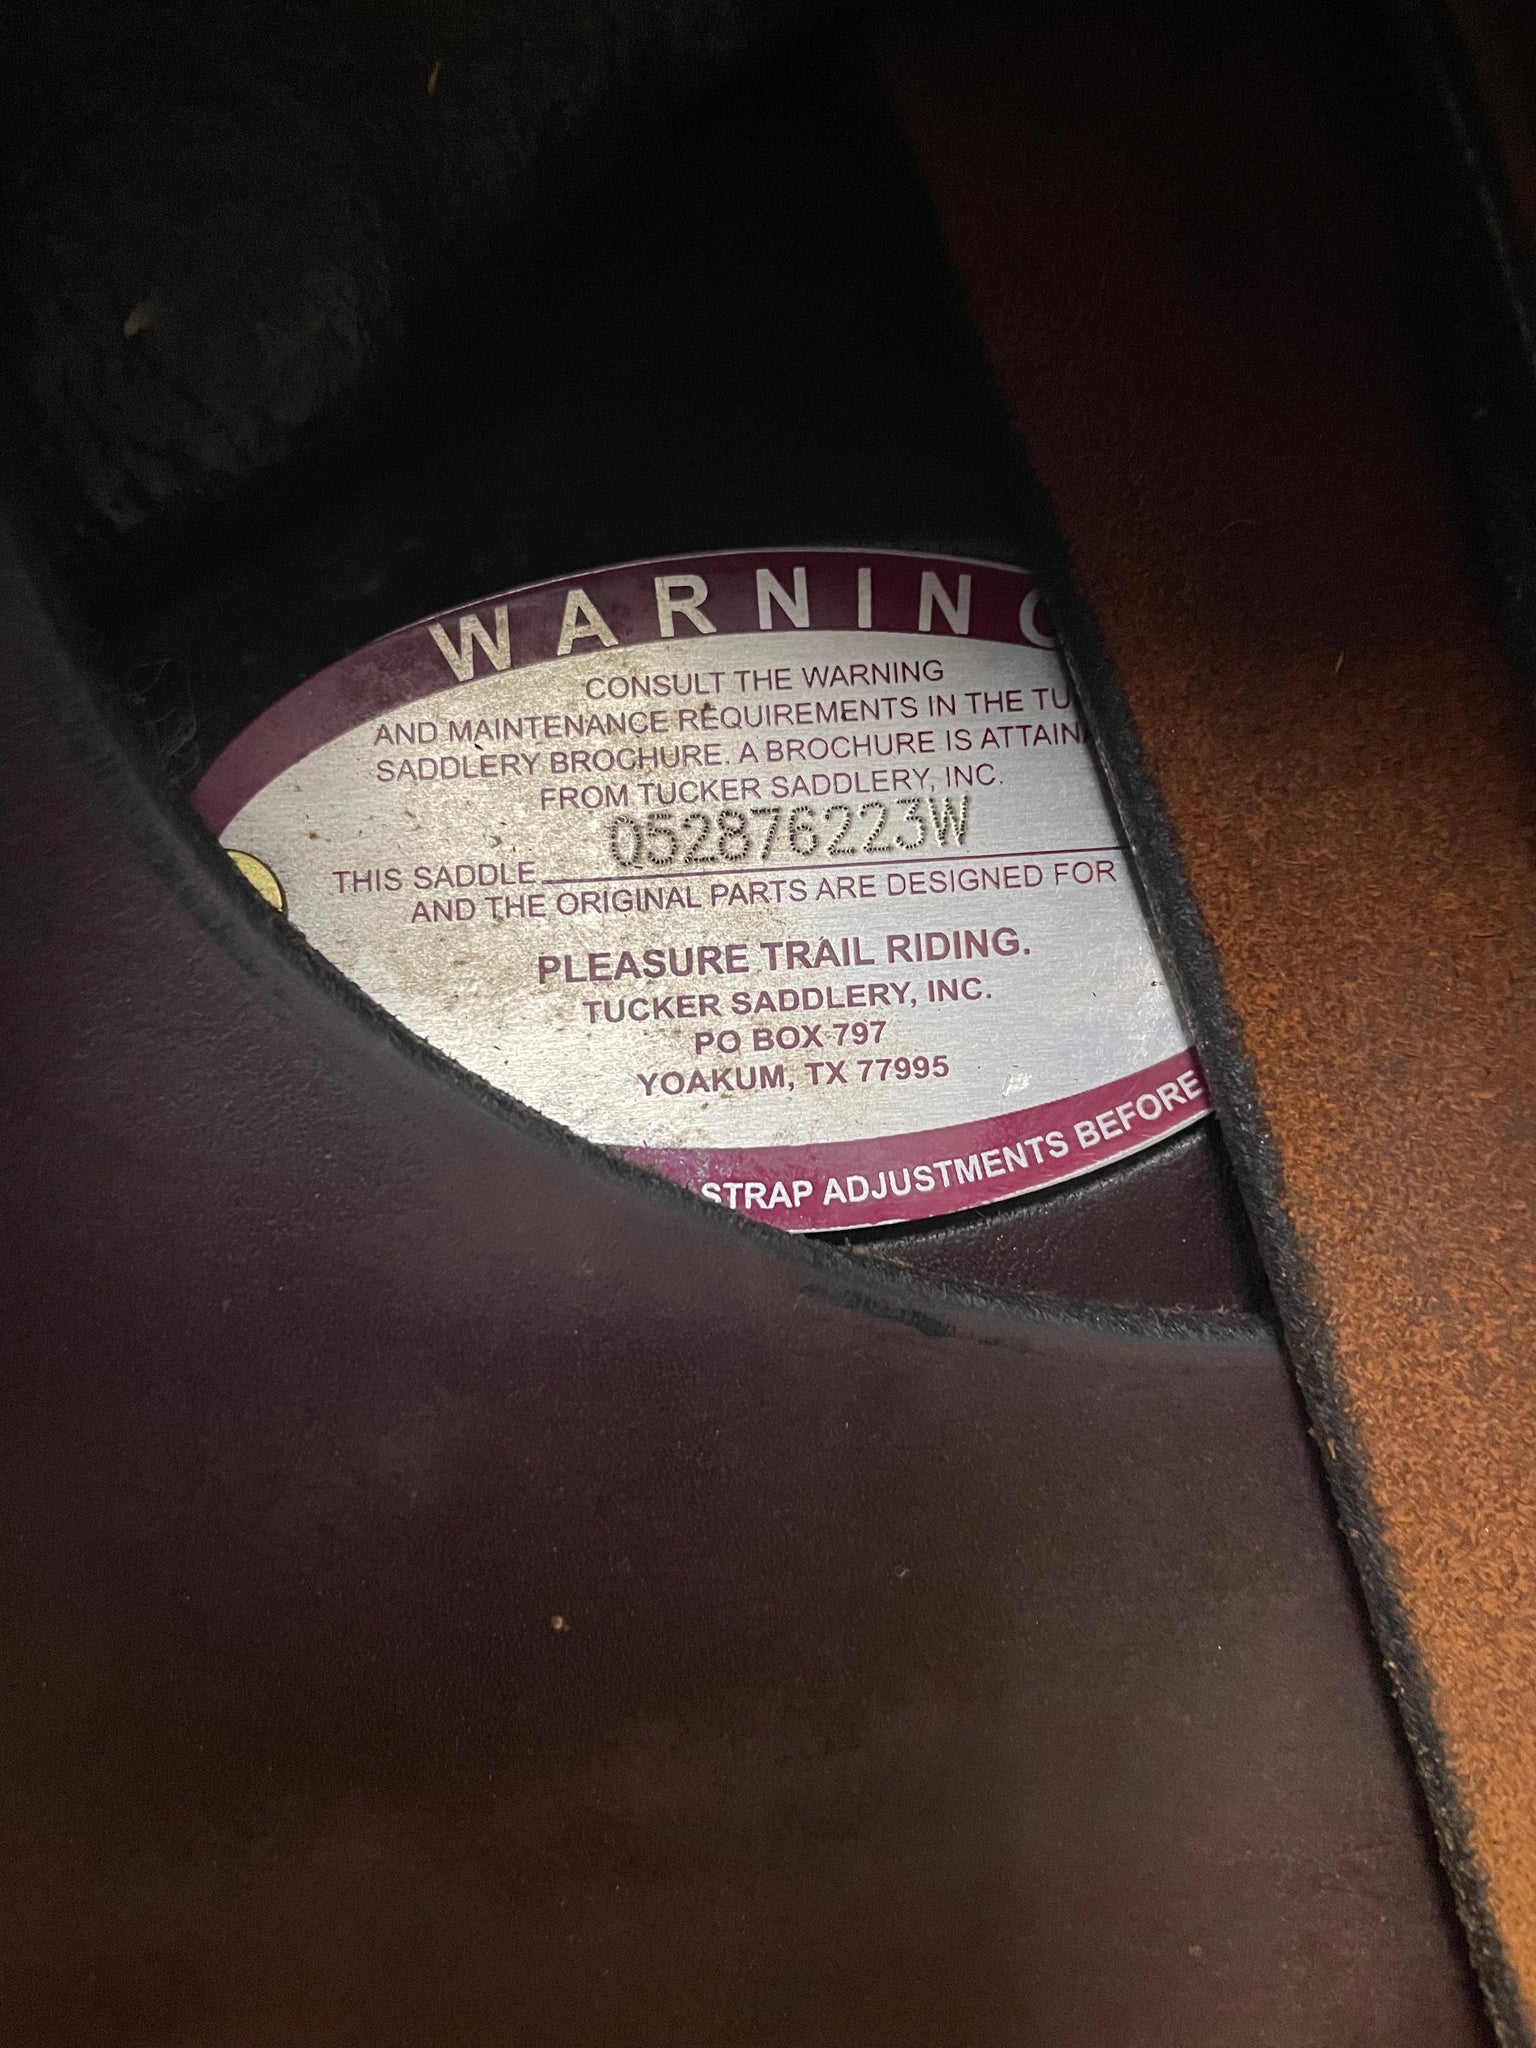 WARNIN
CONSULT THE WARNING
AND MAINTENANCE REQUIREMENTS IN THE TU
SADDLERY BROCHURE. A BROCHURE IS ATTAIN
FROM TUCKER SADDLERY, INC.
THIS SADDLE 052876223W
AND THE ORIGINAL PARTS ARE DESIGNED FOR
PLEASURE TRAIL RIDING.
TUCKER SADDLERY, INC.
PO BOX 797
YOAKUM, TX 77995
STRAP ADJUSTMENTS BEFORE